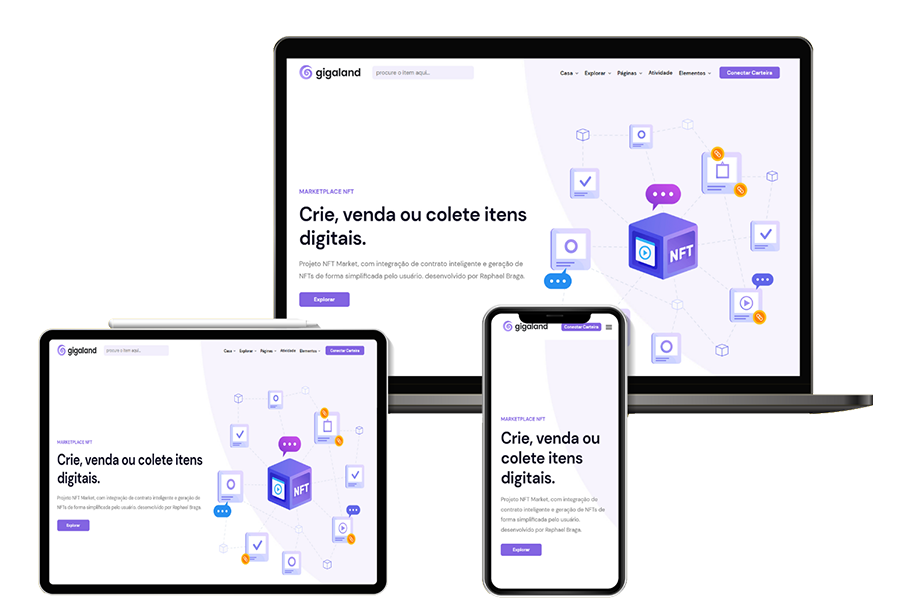 gigaland
procure o item aqui...
Casa
Explorar
Páginas
Atividade
Elementos
Conectar Carteira
MARKETPLACE NFT
Crie, venda ou colete itens
digitais.
Projeto NFT Market, com integração de contrato inteligente e geração de
NFTs de forma simplificada pelo usuário. desenvolvido por Raphael Braga.
Explorar
NFT
gigaland
procure o item aqui...
Casa
Explorar
Páginas
Atividade
Elementos
Conectar Carteira
MARKETPLACE NFT
Crie, venda ou colete itens
digitais.
Projeto NFT Market, com integração de contrato inteligente e geração de
NFTs de forma simplificada pelo usuário. desenvolvido por Raphael Braga.
Explorar
NFT
gigaland
Conectar Carteira
MARKETPLACE NFT
Crie, venda ou
colete itens
digitais.
Projeto NFT Market, com integração de
contrato inteligente e geração de NFTs de
forma simplificada pelo usuário.
desenvolvido por Raphael Braga.
Explorar